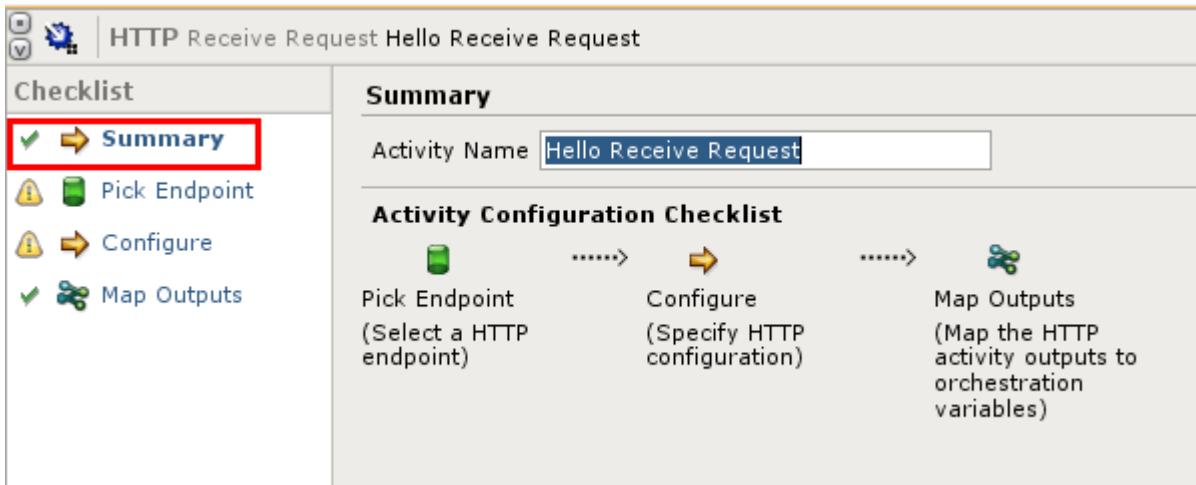 HTTP Receive Request Hello Receive Request
Checklist
Summary
Pick Endpoint
Configure
Map Outputs
Summary
Activity Name Hello Receive Request
Activity Configuration Checklist
Pick Endpoint
(Select a HTTP
endpoint)
Configure
(Specify HTTP
configuration)
Map Outputs
(Map the HTTP
activity outputs to
orchestration
variables)